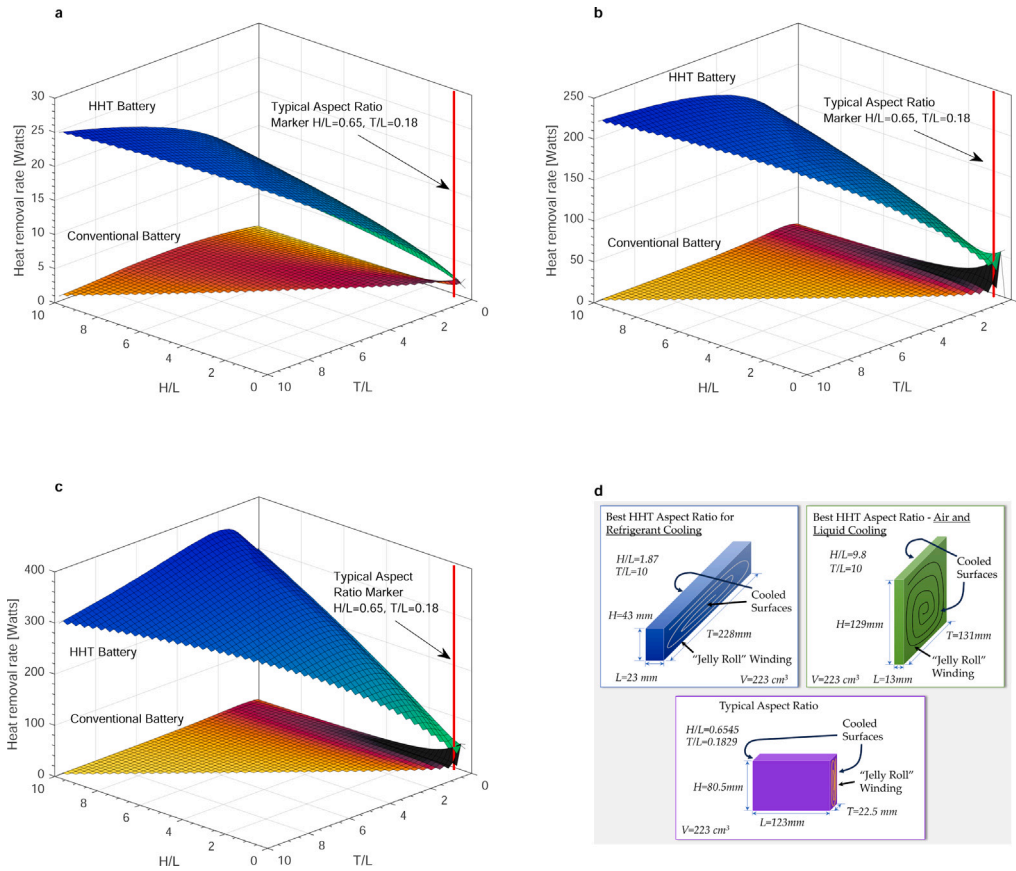 a
HHT Battery
Typical Aspect Ratio
Marker H/L=0.65, T/L=0.18
Conventional Battery
Heat removal rate [Watts]
30
25
20
15
10
5
0
10
8
6
4
2
0
H/L
10
8
6
4
2
0
T/L
b
HHT Battery
Typical Aspect Ratio
Marker H/L=0.65, T/L=0.18
Conventional Battery
Heat removal rate [Watts]
250
200
150
100
50
0
10
8
6
4
2
0
H/L
10
8
6
4
2
T/L
c
Typical Aspect
Ratio Marker
H/L=0.65, T/L=0.18
HHT Battery
Conventional Battery
Heat removal rate [Watts]
400
300
200
100
0
10
8
6
4
2
0
H/L
10
8
6
4
2
0
T/L
d
Best HHT Aspect Ratio for
Refrigerant Cooling
H/L=1.87
T/L=10
Cooled
Surfaces
H=43 mm
T=228mm
"Jelly Roll" Winding
L=23 mm
V=223 cm³
Best HHT Aspect Ratio - Air and
Liquid Cooling
H/L=9.8
T/L=10
Cooled
Surfaces
H=129mm
T=131mm
"Jelly Roll"
Winding
V=223 cm³
L=13mm
Typical Aspect Ratio
H/L=0.6545
T/L=0.1829
Cooled
Surfaces
H=80.5mm
"Jelly Roll"
Winding
T=22.5 mm
L=123mm
V=223 cm³